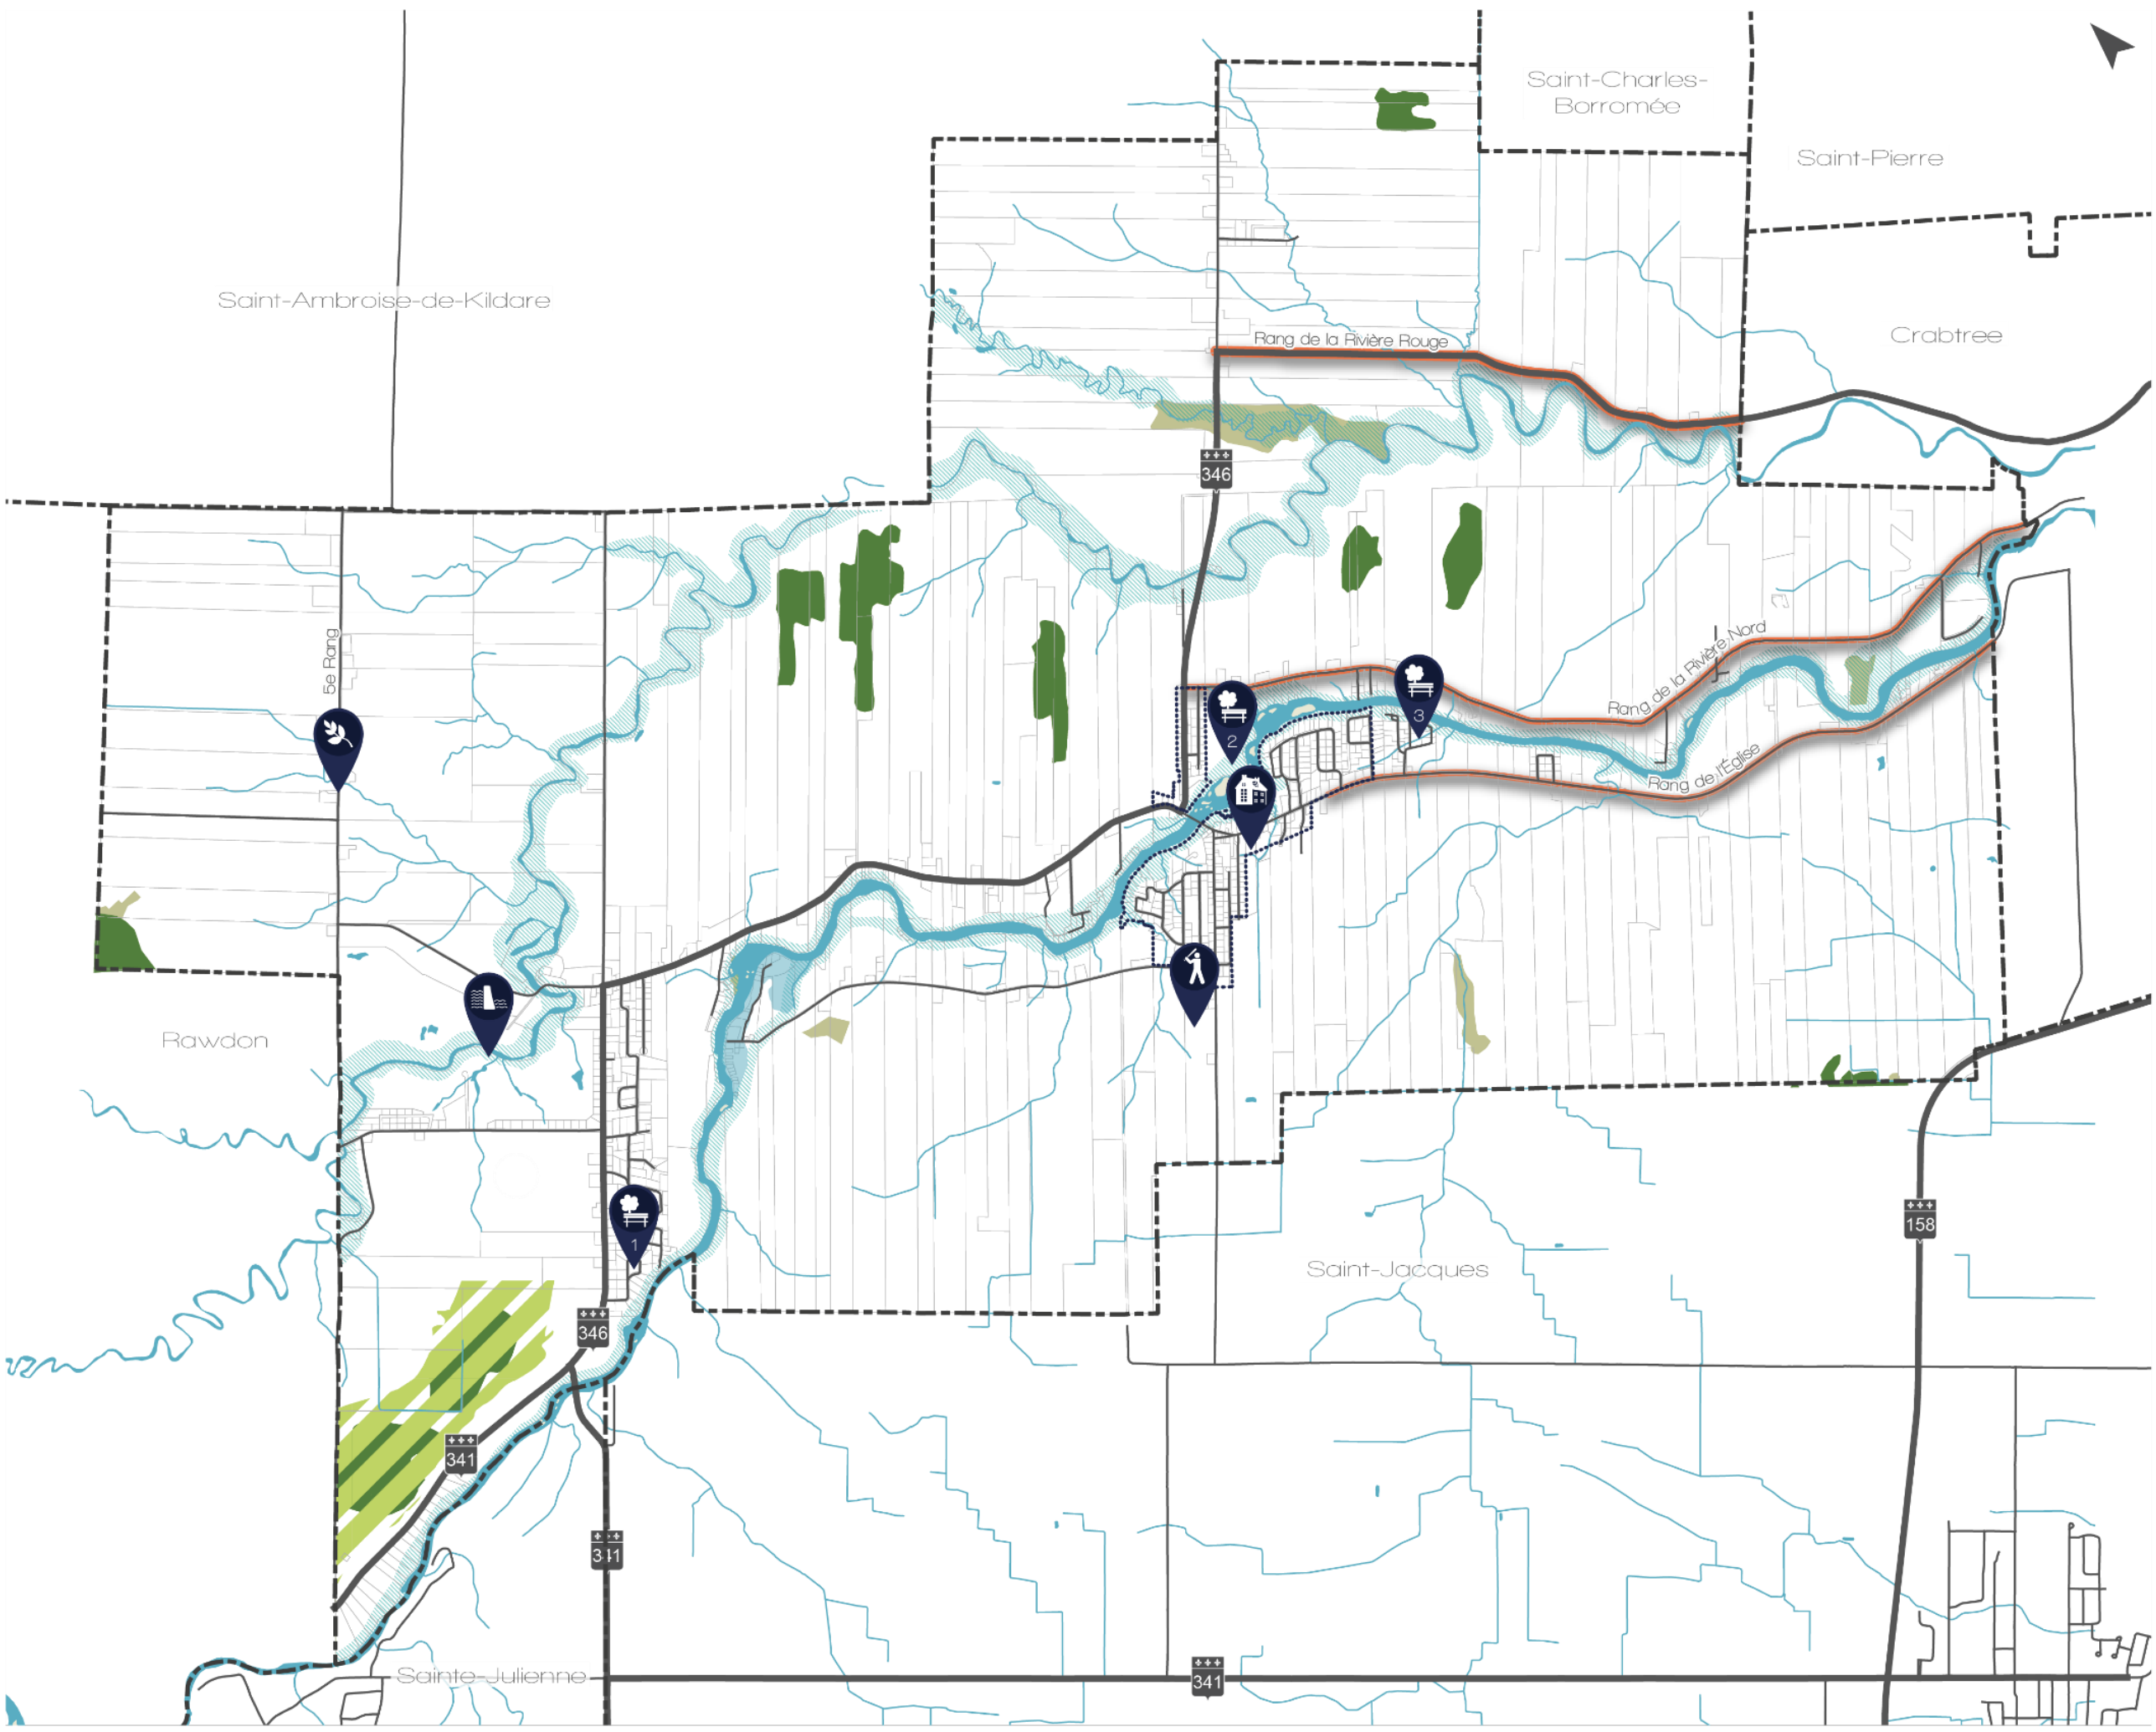 Saint-Charles-
Borromée
Saint-Pierre
Saint-Ambroise-de-Kildare
Crabtree
Rang de la Rivière Rouge
346
5e Rang
Rang de la Rivière Nord
2
3
Rang de l'Église
Rawdon
1
158
Saint-Jacques
346
341
341
Sainte-Julienne
341